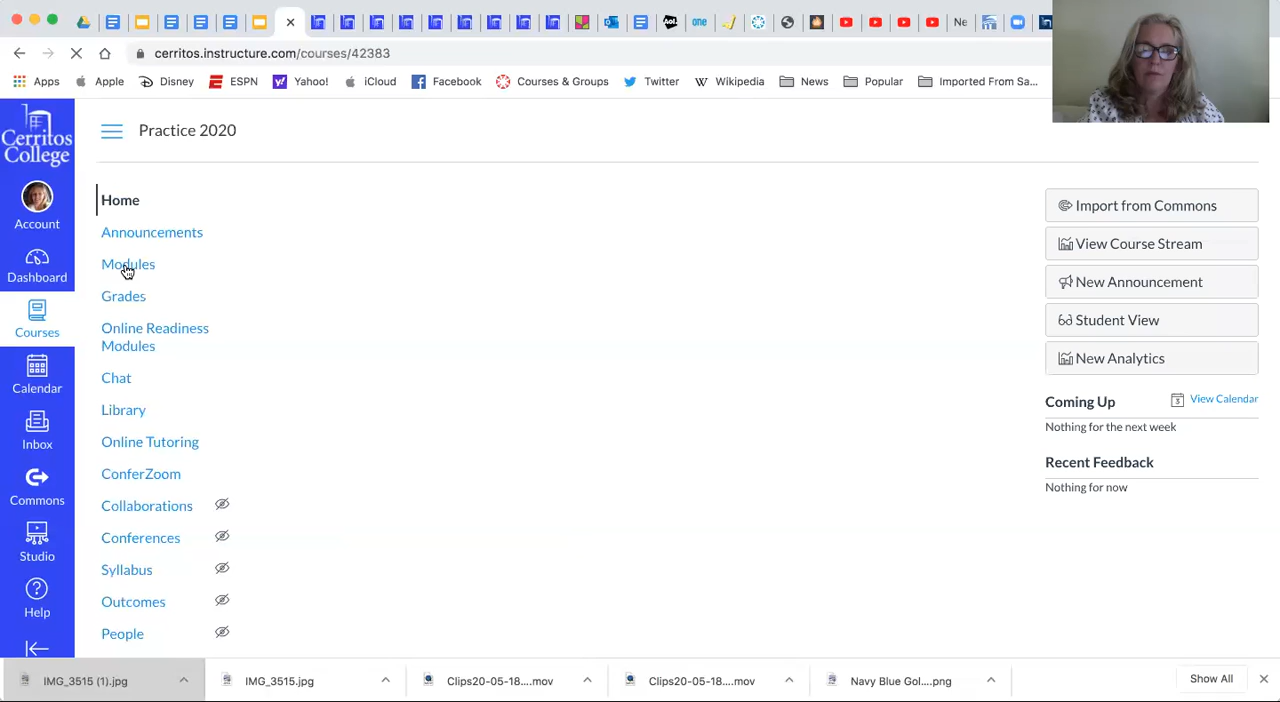 Aol.
one
Ne
cerritos.instructure.com/courses/42383
Apps
Apple
Disney
ESPN
Yahoo!
iCloud
Facebook
Courses & Groups
Twitter
Wikipedia
News
Popular
Imported From Sa...
Cerritos
College
Account
Dashboard
Courses
Calendar
Inbox
Commons
Studio
Help
Practice 2020
Home
Announcements
Modules
Grades
Online Readiness
Modules
Chat
Library
Online Tutoring
ConferZoom
Collaborations
Conferences
Syllabus
Outcomes
People
Import from Commons
View Course Stream
New Announcement
Student View
New Analytics
Coming Up
View Calendar
Nothing for the next week
Recent Feedback
Nothing for now
IMG_3515 (1).jpg
IMG_3515.jpg
Clips20-05-18....mov
Clips20-05-18....mov
Navy Blue Gol....png
Show All